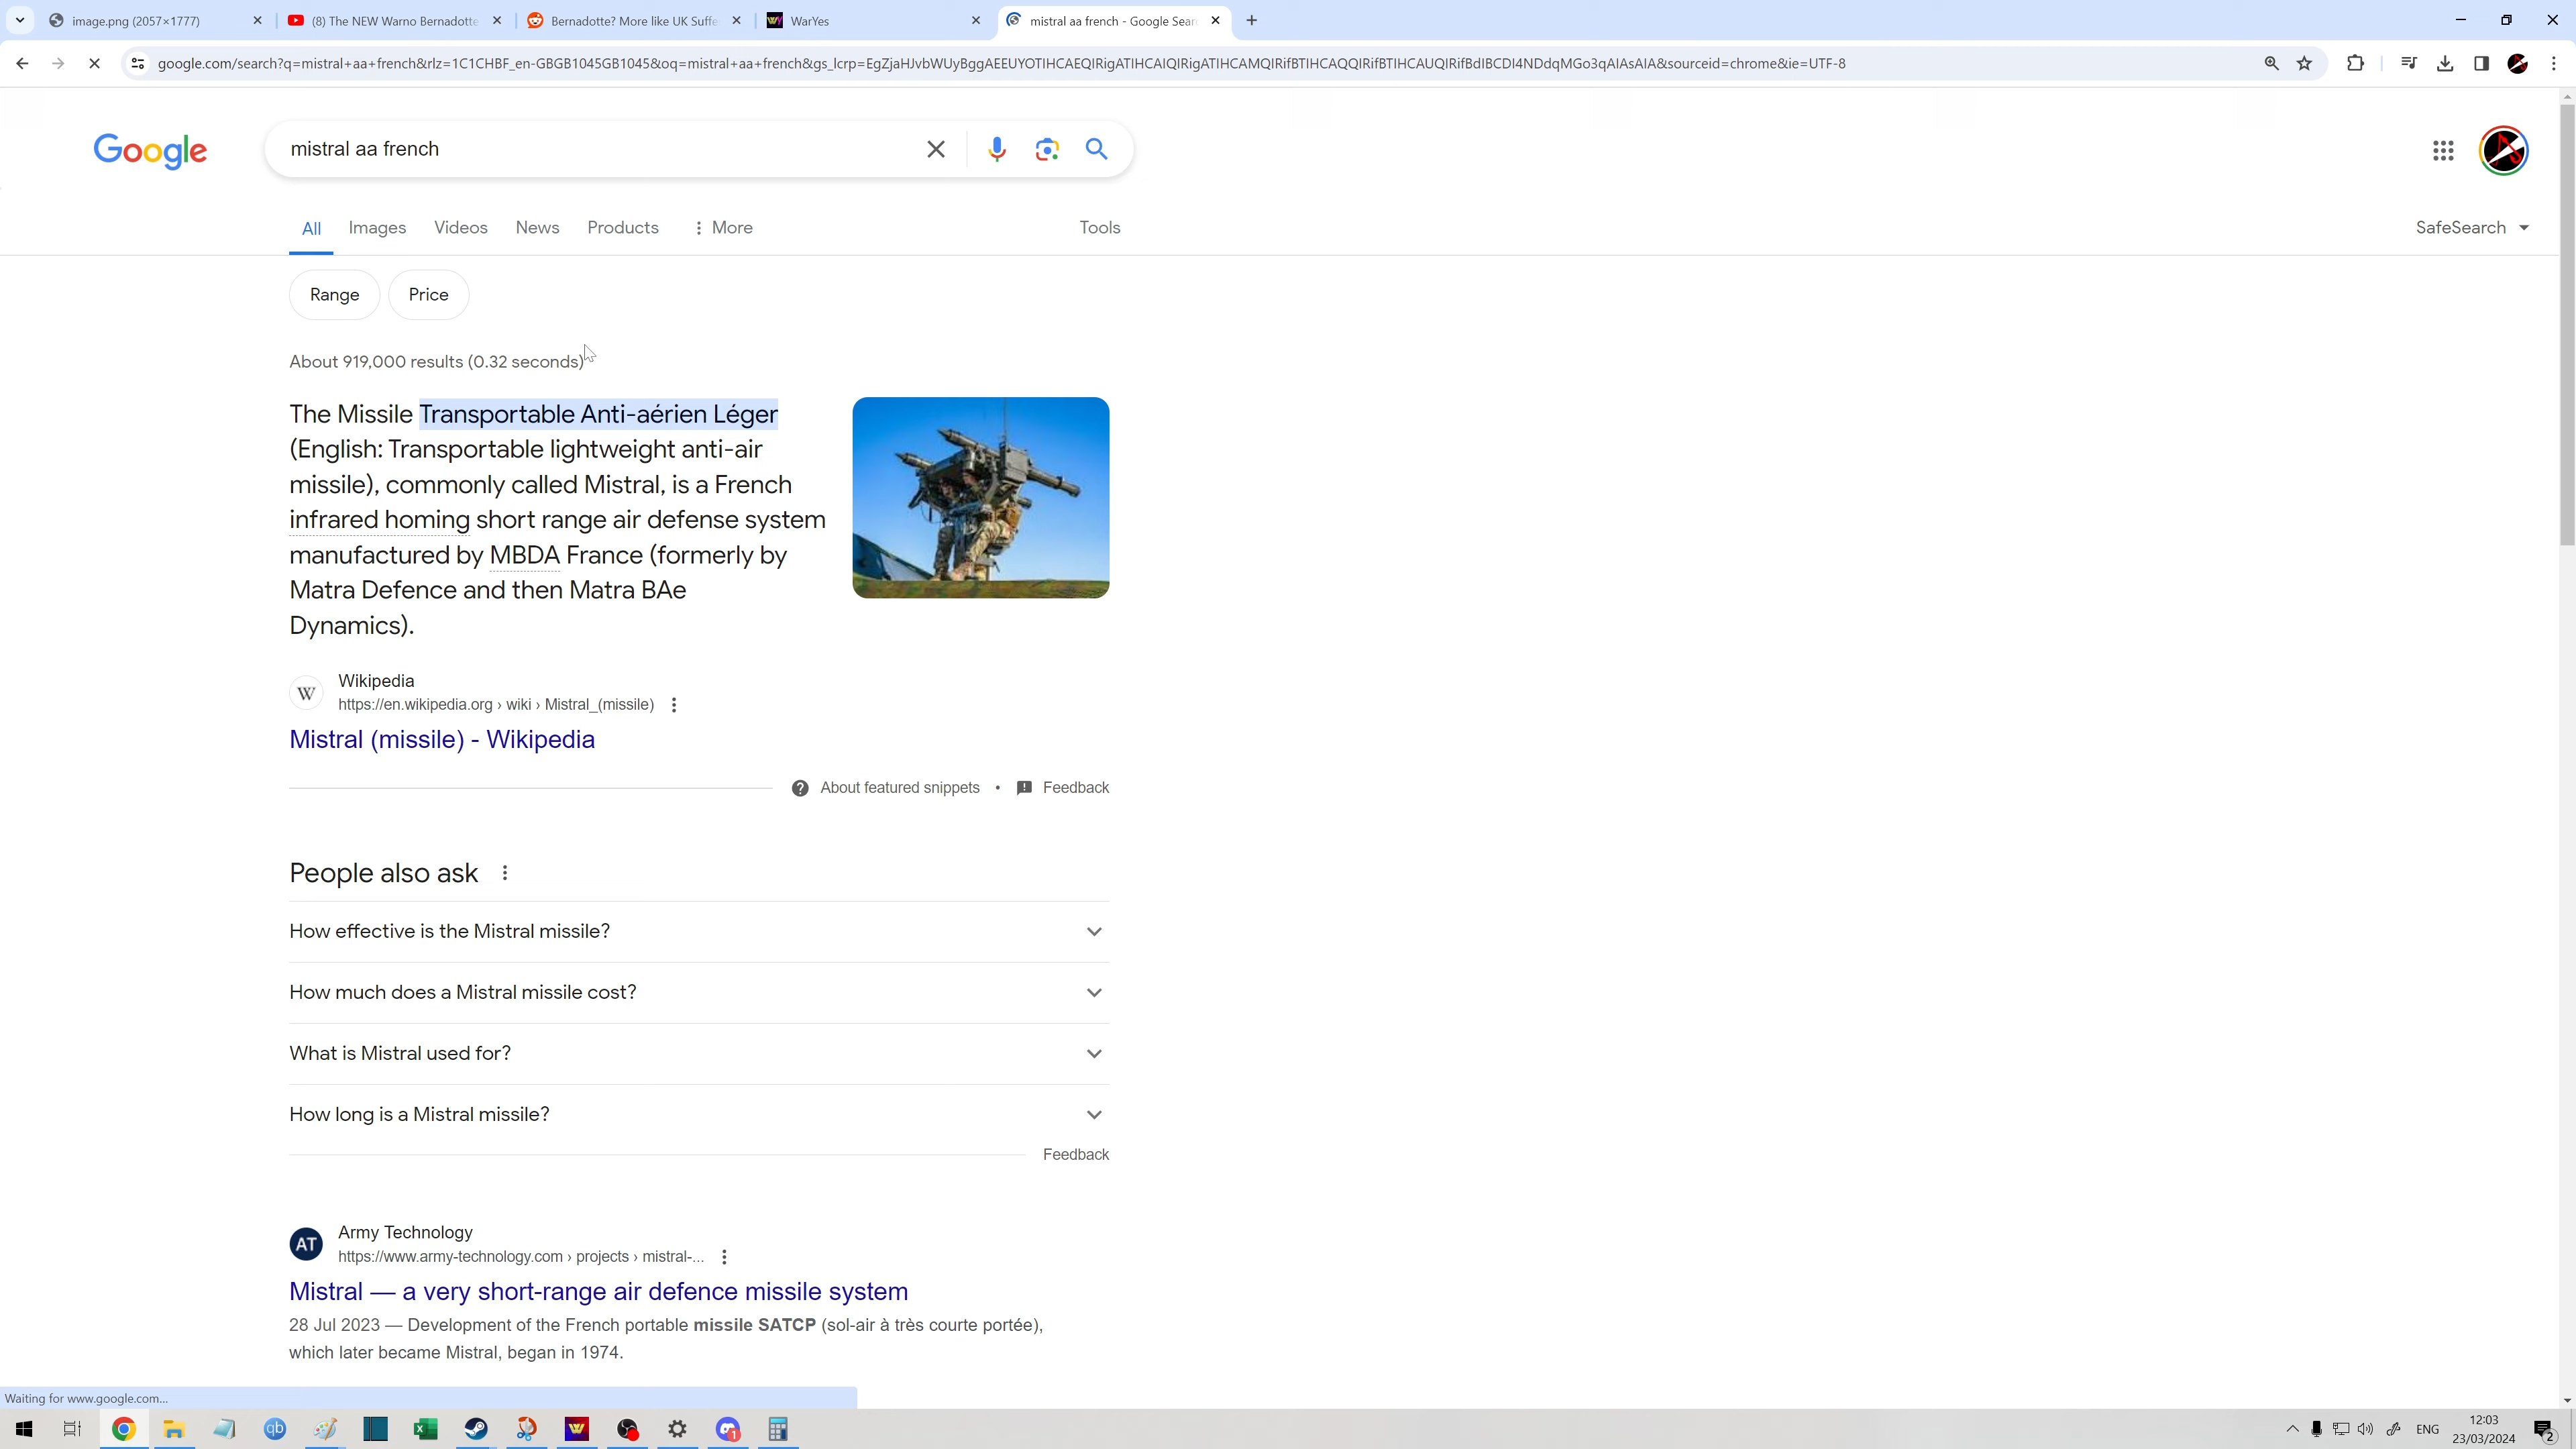 image.png (2057×1777)
(8) The NEW Warno Bernadotte
Bernadotte? More like UK Suffe
WarYes
mistral aa french - Google Sear
google.com/search?q=mistral+aa+french&rlz=1C1CHBF_en-GBGB1045GB1045&oq=mistral+aa+french&gs_lcrp=EgZjaHJvbWUyBggAEEUYOTIHCAEQIRigATIHCAIQIRigATIHCAMQIRifBTIHCAQQIRifBTIHCAUQIRifBdIBCDI4NDdqMGo3qAIAsAIA&sourceid=chrome&ie=UTF-8
Google
mistral aa french
All Images Videos News Products More Tools SafeSearch
Range Price
About 919,000 results (0.32 seconds)
The Missile Transportable Anti-aérien Léger
(English: Transportable lightweight anti-air
missile), commonly called Mistral, is a French
infrared homing short range air defense system
manufactured by MBDA France (formerly by
Matra Defence and then Matra BAe
Dynamics).
W
Wikipedia
https://en.wikipedia.org › wiki › Mistral_(missile)
Mistral (missile) - Wikipedia
About featured snippets • Feedback
People also ask
How effective is the Mistral missile?
How much does a Mistral missile cost?
What is Mistral used for?
How long is a Mistral missile?
Feedback
AT
Army Technology
https://www.army-technology.com › projects › mistral-...
Mistral — a very short-range air defence missile system
28 Jul 2023 — Development of the French portable missile SATCP (sol-air à très courte portée),
which later became Mistral, began in 1974.
Waiting for www.google.com...
qb
W
1
ENG
12:03
23/03/2024
2